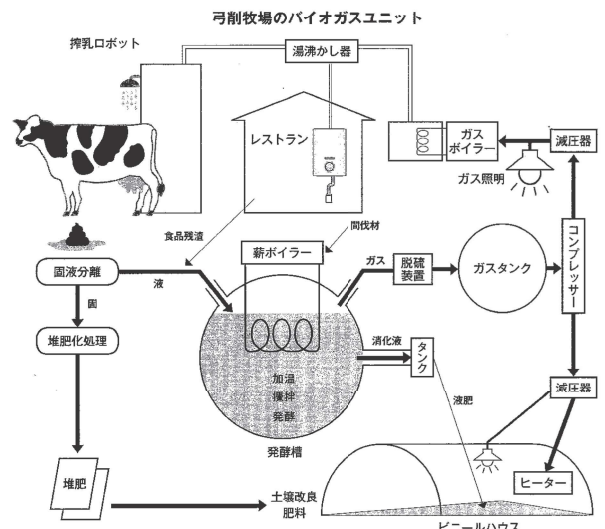 弓削牧場のバイオガスユニット
搾乳ロボット
湯沸かし器
レストラン
ガス
ボイラー
減圧器
ガス照明
食品残渣
間伐材
薪ボイラー
ガス
脱硫
装置
ガスタンク
コンプレッサー
固液分離
液
固
堆肥化処理
加温
攪拌
発酵
発酵槽
消化液
タンク
液肥
減圧器
ヒーター
堆肥
土壌改良
肥料
ビニールハウス